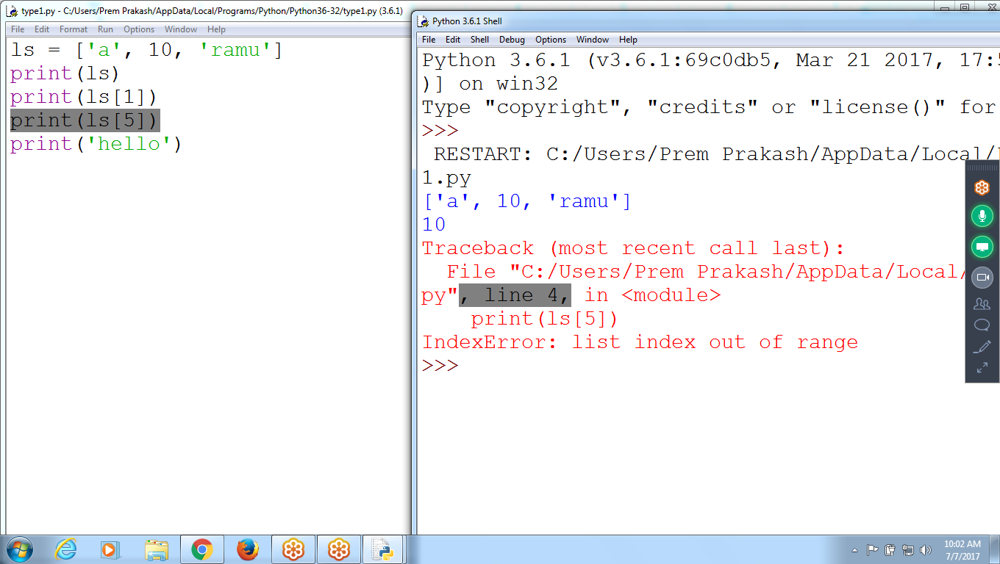 type1.py - C:/Users/Prem Prakash/AppData/Local/Programs/Python/Python36-32/type1.py (3.6.1)
File Edit Format Run Options Window Help
ls = ['a', 10, 'ramu']
print(ls)
print(ls[1])
print(ls[5])
print('hello')
Python 3.6.1 Shell
File Edit Shell Debug Options Window Help
Python 3.6.1 (v3.6.1:69c0db5, Mar 21 2017, 17:5
)] on win32
Type "copyright", "credits" or "license()" for
>>>
RESTART: C:/Users/Prem Prakash/AppData/Local/
1.py
['a', 10, 'ramu']
10
Traceback (most recent call last):
File "C:/Users/Prem Prakash/AppData/Local/
py", line 4, in <module>
print(ls[5])
IndexError: list index out of range
>>>
10:02 AM
7/7/2017